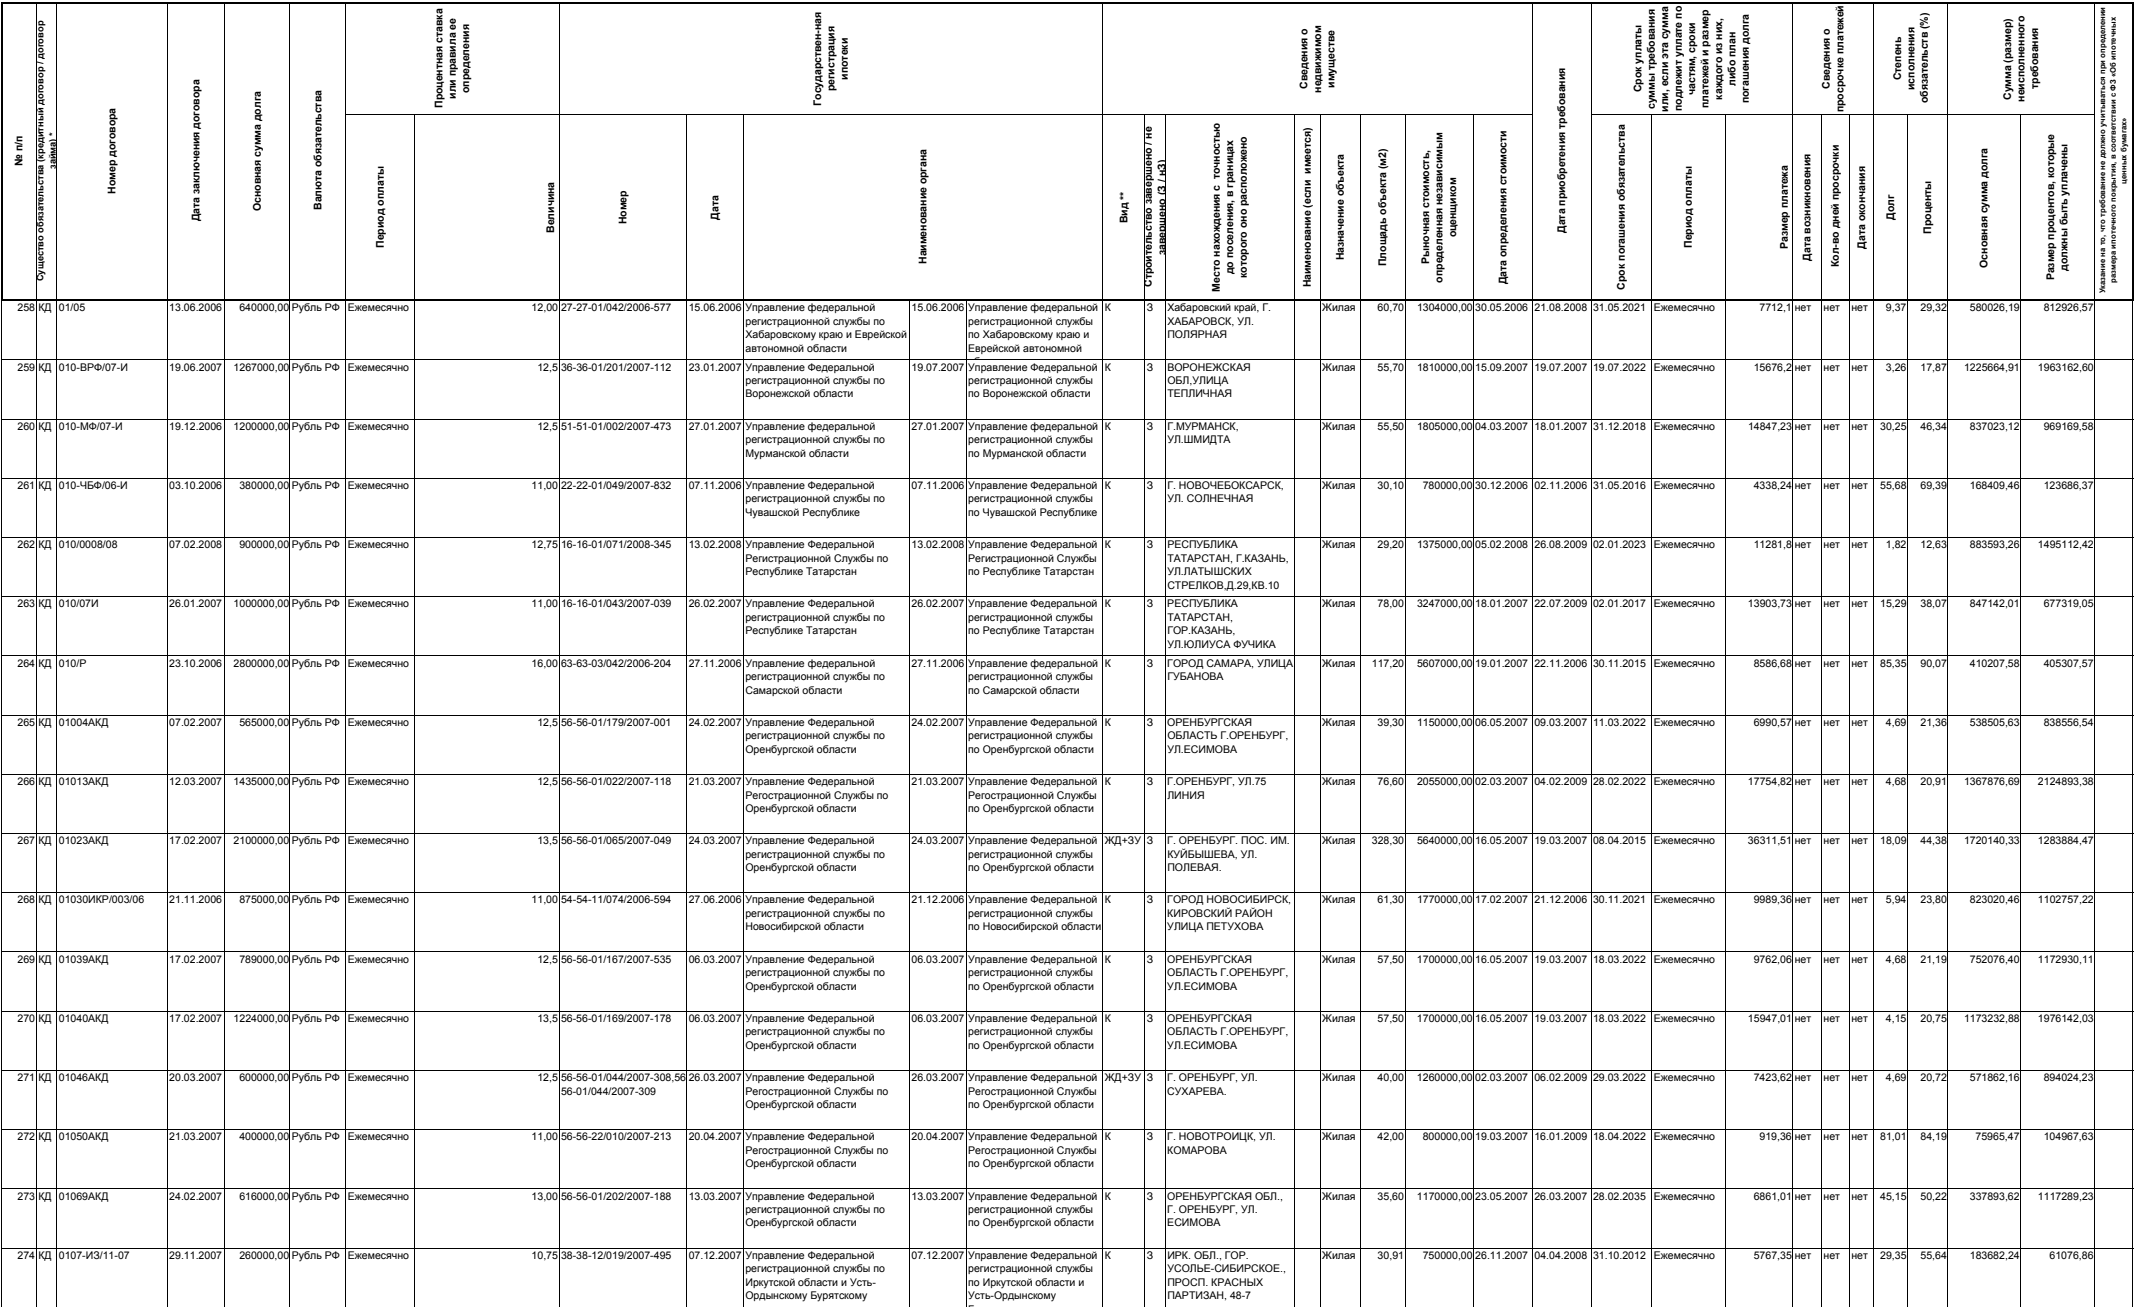 № п/п
Существо обязательства (кредитный договор / договор займа) *
Номер договора
Дата заключения договора
Основная сумма долга
Валюта обязательства
Процентная ставка или правила ее определения
Период оплаты
Величина
Государствен-ная регистрация ипотеки
Номер
Дата
Наименование органа
Сведения о недвижимом имуществе
Вид **
Строительство завершено / не завершено (З / нЗ)
Место нахождения с точностью до поселения, в границах которого оно расположено
Наименование (если имеется)
Назначение объекта
Площадь объекта (м2)
Рыночная стоимость, определенная независимым оценщиком
Дата определения стоимости
Дата приобретения требования
Срок уплаты суммы требования или, если эта сумма подлежит уплате по частям, сроки платежей и размер каждого из них, либо план погашения долга
Срок погашения обязательства
Период оплаты
Размер платежа
Сведения о просрочке платежей
Дата возникновения
Кол-во дней просрочки
Дата окончания
Степень исполнения обязательств (%)
Долг
Проценты
Сумма (размер) неисполненного требования
Основная сумма долга
Размер процентов, которые должны быть уплачены
Указание на то, что требование не должно учитываться при определении размера ипотечного покрытия, в соответствии с ФЗ «Об ипотечных ценных бумагах»
258 КД 01/05 13.06.2006 640000,00 Рубль РФ Ежемесячно 12,00 27-27-01/042/2006-577 15.06.2006 Управление федеральной регистрационной службы по Хабаровскому краю и Еврейской автономной области 15.06.2006 Управление федеральной регистрационной службы по Хабаровскому краю и Еврейской автономной К З Хабаровский край, Г. ХАБАРОВСК, УЛ. ПОЛЯРНАЯ Жилая 60,70 1304000,00 30.05.2006 21.08.2008 31.05.2021 Ежемесячно 7712,1 нет нет нет 9,37 29,32 580026,19 812926,57
259 КД 010-ВРФ/07-И 19.06.2007 1267000,00 Рубль РФ Ежемесячно 12,5 36-36-01/201/2007-112 23.01.2007 Управление Федеральной регистрационной службы по Воронежской области 19.07.2007 Управление Федеральной регистрационной службы по Воронежской области К З ВОРОНЕЖСКАЯ ОБЛ,УЛИЦА ТЕПЛИЧНАЯ Жилая 55,70 1810000,00 15.09.2007 19.07.2007 19.07.2022 Ежемесячно 15676,2 нет нет нет 3,26 17,87 1225664,91 1963162,60
260 КД 010-МФ/07-И 19.12.2006 1200000,00 Рубль РФ Ежемесячно 12,5 51-51-01/002/2007-473 27.01.2007 Управление федеральной регистрационной службы по Мурманской области 27.01.2007 Управление федеральной регистрационной службы по Мурманской области К З Г.МУРМАНСК, УЛ.ШМИДТА Жилая 55,50 1805000,00 04.03.2007 18.01.2007 31.12.2018 Ежемесячно 14847,23 нет нет нет 30,25 46,34 837023,12 969169,58
261 КД 010-ЧБФ/06-И 03.10.2006 380000,00 Рубль РФ Ежемесячно 11,00 22-22-01/049/2007-832 07.11.2006 Управление Федеральной регистрационной службы по Чувашской Республике 07.11.2006 Управление Федеральной регистрационной службы по Чувашской Республике К З Г. НОВОЧЕБОКСАРСК, УЛ. СОЛНЕЧНАЯ Жилая 30,10 780000,00 30.12.2006 02.11.2006 31.05.2016 Ежемесячно 4338,24 нет нет нет 55,68 69,39 168409,46 123686,37
262 КД 010/0008/08 07.02.2008 900000,00 Рубль РФ Ежемесячно 12,75 16-16-01/071/2008-345 13.02.2008 Управление Федеральной Регистрационной Службы по Республике Татарстан 13.02.2008 Управление Федеральной Регистрационной Службы по Республике Татарстан К З РЕСПУБЛИКА ТАТАРСТАН, Г.КАЗАНЬ, УЛ.ЛАТЫШСКИХ СТРЕЛКОВ,Д.29,КВ.10 Жилая 29,20 1375000,00 05.02.2008 26.08.2009 02.01.2023 Ежемесячно 11281,8 нет нет нет 1,82 12,63 883593,26 1495112,42
263 КД 010/07И 26.01.2007 1000000,00 Рубль РФ Ежемесячно 11,00 16-16-01/043/2007-039 26.02.2007 Управление Федеральной регистрационной службы по Республике Татарстан 26.02.2007 Управление Федеральной регистрационной службы по Республике Татарстан К З РЕСПУБЛИКА ТАТАРСТАН, ГОР.КАЗАНЬ, УЛ.ЮЛИУСА ФУЧИКА Жилая 78,00 3247000,00 18.01.2007 22.07.2009 02.01.2017 Ежемесячно 13903,73 нет нет нет 15,29 38,07 847142,01 677319,05
264 КД 010/Р 23.10.2006 2800000,00 Рубль РФ Ежемесячно 16,00 63-63-03/042/2006-204 27.11.2006 Управление федеральной регистрационной службы по Самарской области 27.11.2006 Управление федеральной регистрационной службы по Самарской области К З ГОРОД САМАРА, УЛИЦА ГУБАНОВА Жилая 117,20 5607000,00 19.01.2007 22.11.2006 30.11.2015 Ежемесячно 8586,68 нет нет нет 85,35 90,07 410207,58 405307,57
265 КД 01004АКД 07.02.2007 565000,00 Рубль РФ Ежемесячно 12,5 56-56-01/179/2007-001 24.02.2007 Управление Федеральной регистрационной службы по Оренбургской области 24.02.2007 Управление Федеральной регистрационной службы по Оренбургской области К З ОРЕНБУРГСКАЯ ОБЛАСТЬ Г.ОРЕНБУРГ, УЛ.ЕСИМОВА Жилая 39,30 1150000,00 06.05.2007 09.03.2007 11.03.2022 Ежемесячно 6990,57 нет нет нет 4,69 21,36 538505,63 838556,54
266 КД 01013АКД 12.03.2007 1435000,00 Рубль РФ Ежемесячно 12,5 56-56-01/022/2007-118 21.03.2007 Управление Федеральной Регострационной Службы по Оренбургской области 21.03.2007 Управление Федеральной Регострационной Службы по Оренбургской области К З Г.ОРЕНБУРГ, УЛ.75 ЛИНИЯ Жилая 76,60 2055000,00 02.03.2007 04.02.2009 28.02.2022 Ежемесячно 17754,82 нет нет нет 4,68 20,91 1367876,69 2124893,38
267 КД 01023АКД 17.02.2007 2100000,00 Рубль РФ Ежемесячно 13,5 56-56-01/065/2007-049 24.03.2007 Управление Федеральной регистрационной службы по Оренбургской области 24.03.2007 Управление Федеральной регистрационной службы по Оренбургской области ЖД+ЗУ З Г. ОРЕНБУРГ. ПОС. ИМ. КУЙБЫШЕВА, УЛ. ПОЛЕВАЯ. Жилая 328,30 5640000,00 16.05.2007 19.03.2007 08.04.2015 Ежемесячно 36311,51 нет нет нет 18,09 44,38 1720140,33 1283884,47
268 КД 01030ИКР/003/06 21.11.2006 875000,00 Рубль РФ Ежемесячно 11,00 54-54-11/074/2006-594 27.06.2006 Управление Федеральной регистрационной службы по Новосибирской области 21.12.2006 Управление Федеральной регистрационной службы по Новосибирской области К З ГОРОД НОВОСИБИРСК, КИРОВСКИЙ РАЙОН УЛИЦА ПЕТУХОВА Жилая 61,30 1770000,00 17.02.2007 21.12.2006 30.11.2021 Ежемесячно 9989,36 нет нет нет 5,94 23,80 823020,46 1102757,22
269 КД 01039АКД 17.02.2007 789000,00 Рубль РФ Ежемесячно 12,5 56-56-01/167/2007-535 06.03.2007 Управление Федеральной регистрационной службы по Оренбургской области 06.03.2007 Управление Федеральной регистрационной службы по Оренбургской области К З ОРЕНБУРГСКАЯ ОБЛАСТЬ Г.ОРЕНБУРГ, УЛ.ЕСИМОВА Жилая 57,50 1700000,00 16.05.2007 19.03.2007 18.03.2022 Ежемесячно 9762,06 нет нет нет 4,68 21,19 752076,40 1172930,11
270 КД 01040АКД 17.02.2007 1224000,00 Рубль РФ Ежемесячно 13,5 56-56-01/169/2007-178 06.03.2007 Управление Федеральной регистрационной службы по Оренбургской области 06.03.2007 Управление Федеральной регистрационной службы по Оренбургской области К З ОРЕНБУРГСКАЯ ОБЛАСТЬ Г.ОРЕНБУРГ, УЛ.ЕСИМОВА Жилая 57,50 1700000,00 16.05.2007 19.03.2007 18.03.2022 Ежемесячно 15947,01 нет нет нет 4,15 20,75 1173232,88 1976142,03
271 КД 01046АКД 20.03.2007 600000,00 Рубль РФ Ежемесячно 12,5 56-56-01/044/2007-308,56 56-01/044/2007-309 26.03.2007 Управление Федеральной Регострационной Службы по Оренбургской области 26.03.2007 Управление Федеральной Регострационной Службы по Оренбургской области ЖД+ЗУ З Г. ОРЕНБУРГ, УЛ. СУХАРЕВА. Жилая 40,00 1260000,00 02.03.2007 06.02.2009 29.03.2022 Ежемесячно 7423,62 нет нет нет 4,69 20,72 571862,16 894024,23
272 КД 01050АКД 21.03.2007 400000,00 Рубль РФ Ежемесячно 11,00 56-56-22/010/2007-213 20.04.2007 Управление Федеральной Регострационной Службы по Оренбургской области 20.04.2007 Управление Федеральной Регострационной Службы по Оренбургской области К З Г. НОВОТРОИЦК, УЛ. КОМАРОВА Жилая 42,00 800000,00 19.03.2007 16.01.2009 18.04.2022 Ежемесячно 919,36 нет нет нет 81,01 84,19 75965,47 104967,63
273 КД 01069АКД 24.02.2007 616000,00 Рубль РФ Ежемесячно 13,00 56-56-01/202/2007-188 13.03.2007 Управление Федеральной регистрационной службы по Оренбургской области 13.03.2007 Управление Федеральной регистрационной службы по Оренбургской области К З ОРЕНБУРГСКАЯ ОБЛ., Г. ОРЕНБУРГ, УЛ. ЕСИМОВА Жилая 35,60 1170000,00 23.05.2007 26.03.2007 28.02.2035 Ежемесячно 6861,01 нет нет нет 45,15 50,22 337893,62 1117289,23
274 КД 0107-ИЗ/11-07 29.11.2007 260000,00 Рубль РФ Ежемесячно 10,75 38-38-12/019/2007-495 07.12.2007 Управление Федеральной регистрационной службы по Иркутской области и Усть-Ордынскому Бурятскому 07.12.2007 Управление Федеральной регистрационной службы по Иркутской области и Усть-Ордынскому К З ИРК. ОБЛ., ГОР. УСОЛЬЕ-СИБИРСКОЕ., ПРОСП. КРАСНЫХ ПАРТИЗАН, 48-7 Жилая 30,91 750000,00 26.11.2007 04.04.2008 31.10.2012 Ежемесячно 5767,35 нет нет нет 29,35 55,64 183682,24 61076,86